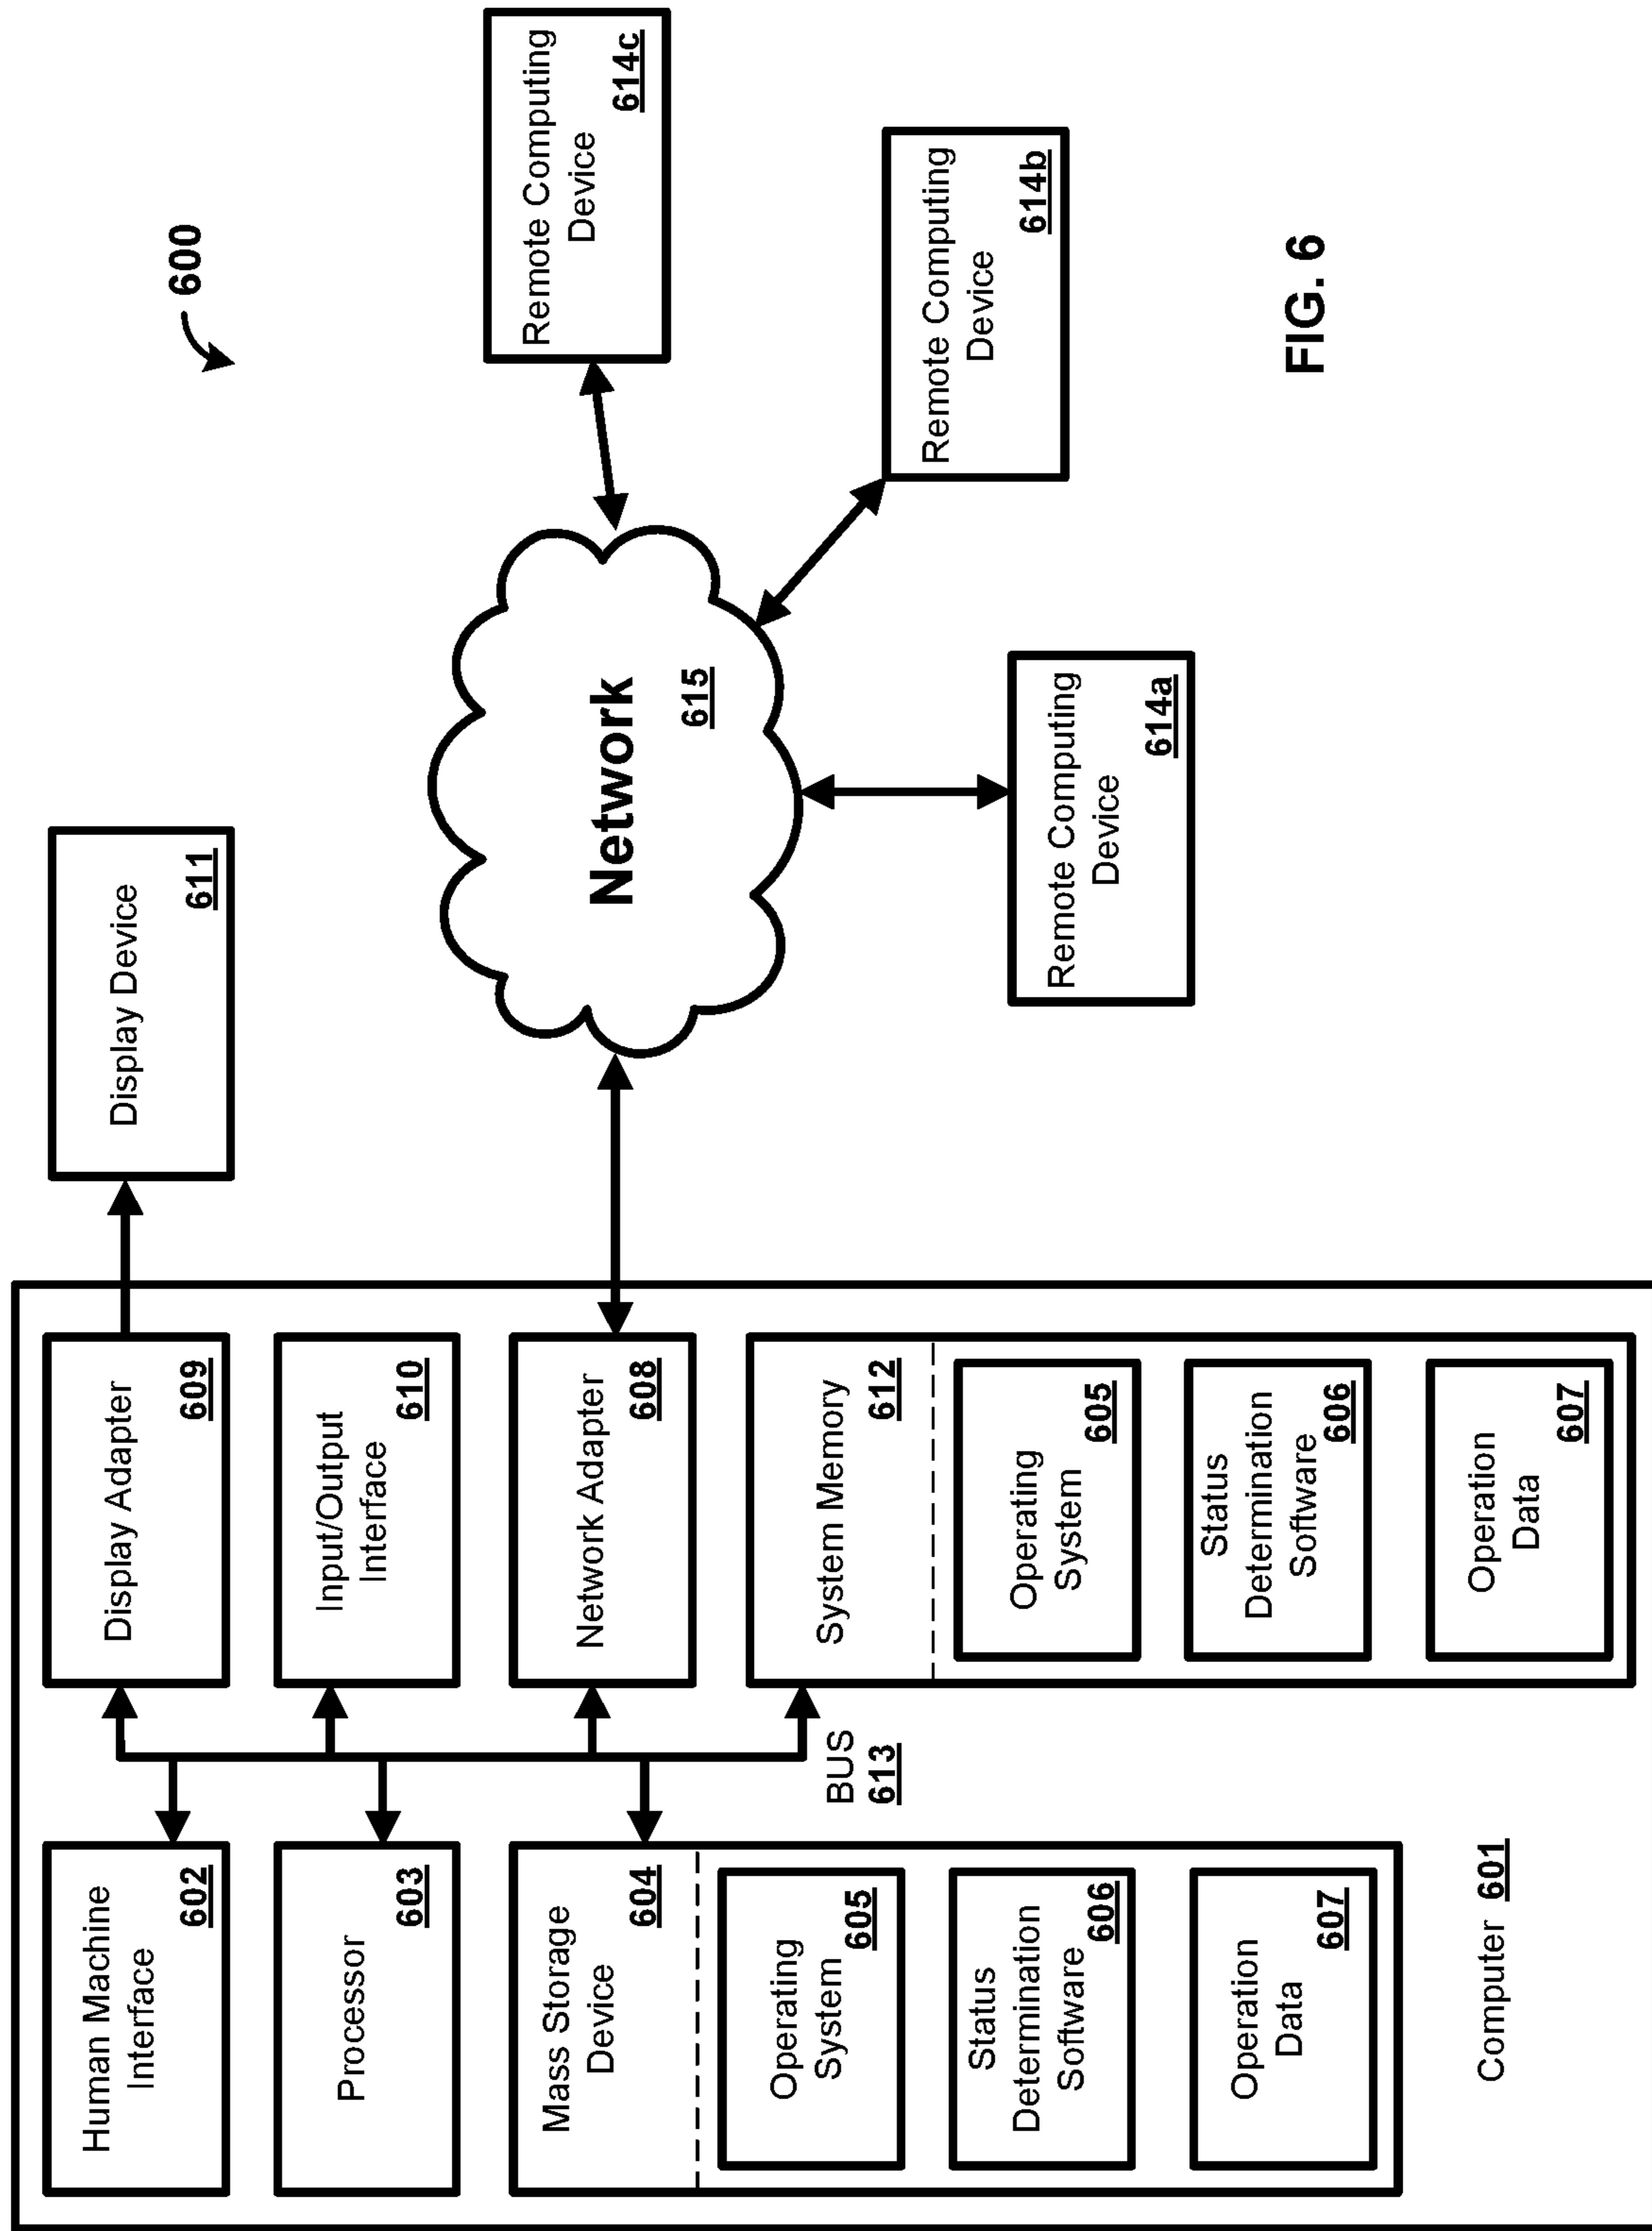 600
Human Machine
Interface
602
Processor
603
Mass Storage
Device
604
Operating
System
605
Status
Determination
Software
606
Operation
Data
607
Computer 601
BUS
613
Display Adapter
609
Input/Output
Interface
610
Network Adapter
608
System Memory
612
Operating
System
605
Status
Determination
Software
606
Operation
Data
607
Display Device
611
Network
615
Remote Computing
Device
614a
Remote Computing
Device
614b
Remote Computing
Device
614c
FIG. 6